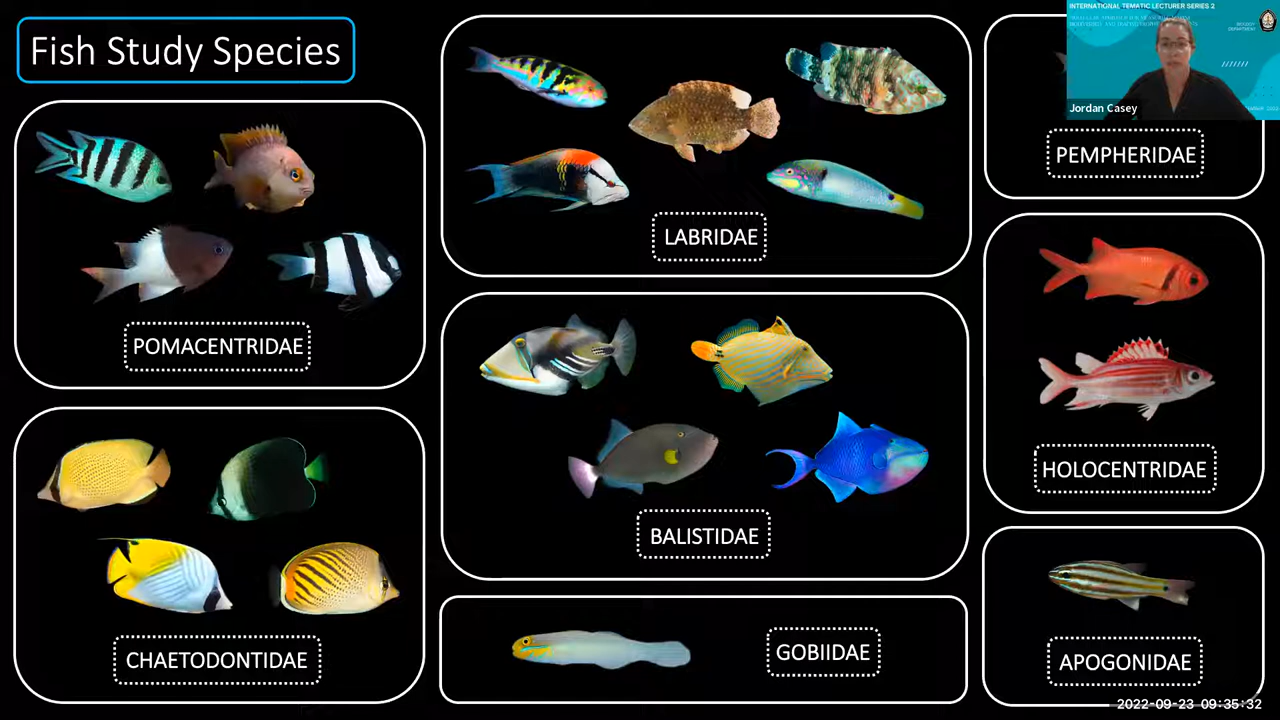 Fish Study Species
POMACENTRIDAE
CHAETODONTIDAE
LABRIDAE
BALISTIDAE
GOBIIDAE
INTERNATIONAL TEMATIC LECTURER SERIES 2
Jordan Casey
PEMPHERIDAE
HOLOCENTRIDAE
APOGONIDAE
2022-09-23 09:35:32